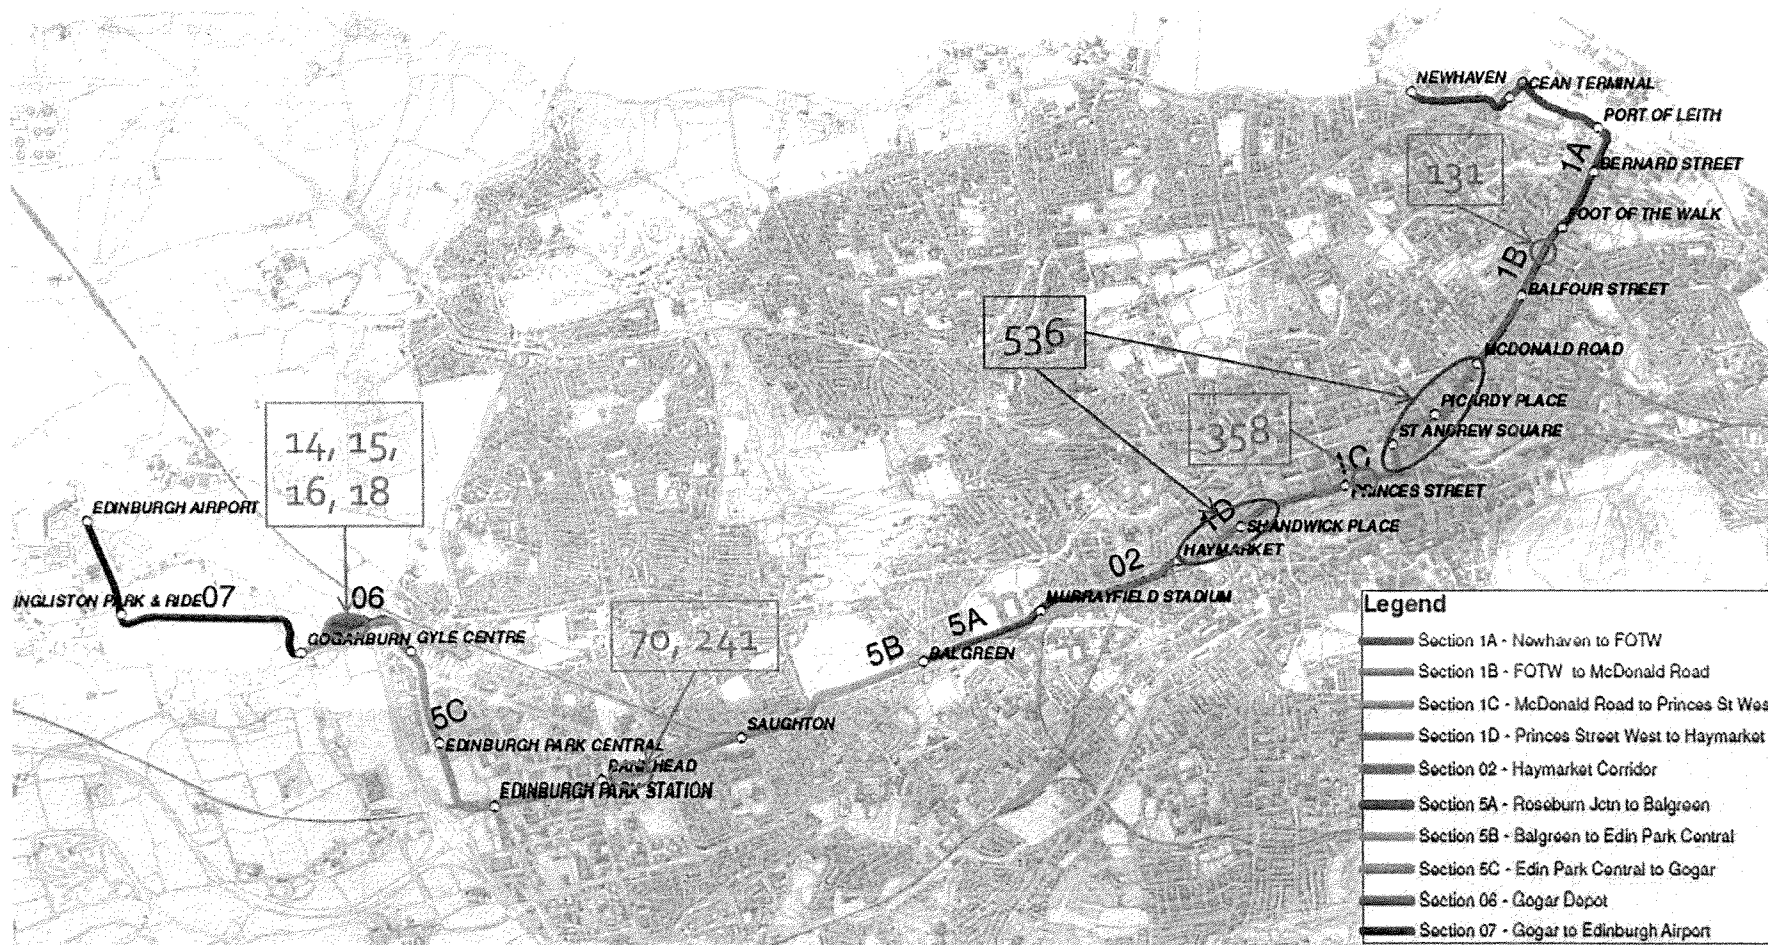 NEWHAVEN
OCEAN TERMINAL
PORT OF LEITH
1A
BERNARD STREET
131
FOOT OF THE WALK
1B
BALFOUR STREET
536
MCDONALD ROAD
PICARDY PLACE
358
ST ANDREW SQUARE
1C
PRINCES STREET
14, 15,
16, 18
EDINBURGH AIRPORT
1D
SHANDWICK PLACE
HAYMARKET
02
INGLISTON PARK & RIDE
07
06
MURRAYFIELD STADIUM
GOGARBURN
GYLE CENTRE
70, 241
5A
5B
BALGREEN
5C
SAUGHTON
EDINBURGH PARK CENTRAL
BANKHEAD
EDINBURGH PARK STATION
Legend
Section 1A - Newhaven to FOTW
Section 1B - FOTW to McDonald Road
Section 1C - McDonald Road to Princes St Wes
Section 1D - Princes Street West to Haymarket
Section 02 - Haymarket Corridor
Section 5A - Roseburn Jctn to Balgreen
Section 5B - Balgreen to Edin Park Central
Section 5C - Edin Park Central to Gogar
Section 06 - Gogar Depot
Section 07 - Gogar to Edinburgh Airport